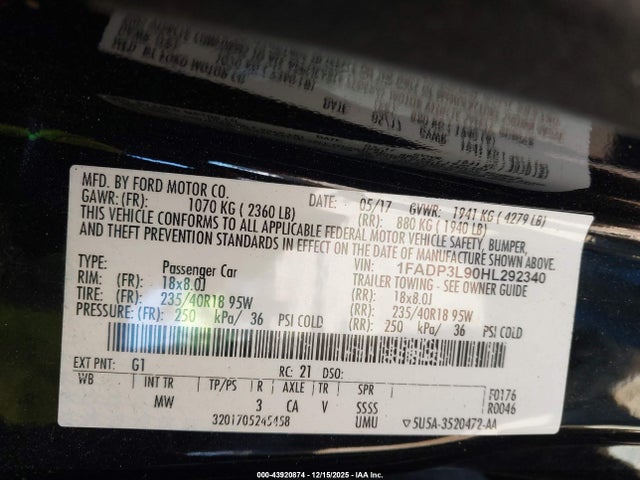 MFD. BY FORD MOTOR CO.
DATE: 05/17 GVWR: 1941 KG ( 4279 LB)
GAWR: (FR): 1070 KG ( 2360 LB) (RR): 880 KG ( 1940 LB)
THIS VEHICLE CONFORMS TO ALL APPLICABLE FEDERAL MOTOR VEHICLE SAFETY, BUMPER,
AND THEFT PREVENTION STANDARDS IN EFFECT ON THE DATE OF MANUFACTURE SHOWN ABOVE.
VIN: 1FADP3L90HL292340
TYPE: Passenger Car TRAILER TOWING - SEE OWNER GUIDE
RIM: (FR): 18x8.0J (RR): 18x8.0J
TIRE: (FR): 235/40R18 95W (RR): 235/40R18 95W
PRESSURE: (FR): 250 kPa/ 36 PSI COLD (RR): 250 kPa/ 36 PSI COLD
EXT PNT: G1 RC: 21 DSO:
WB INT TR TP/PS R AXLE TR SPR F0176
MW 3 CA V SSSS R0046
3201705245458 UMU 5U5A-3520472-AA
000-43920874 | 12/15/2025 - IAA Inc.